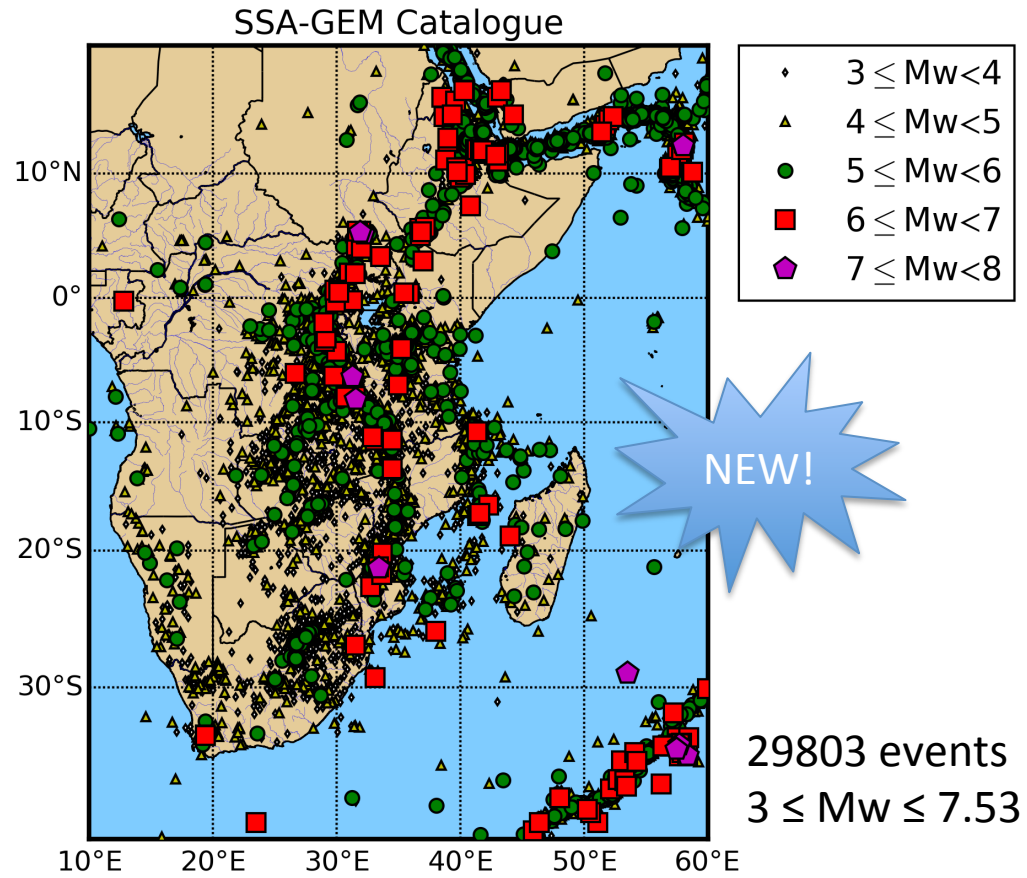 SSA-GEM Catalogue
3 ≤ Mw<4
4 ≤ Mw<5
5 ≤ Mw<6
6 ≤ Mw<7
7 ≤ Mw<8
10°N
0°
10°S
20°S
30°S
NEW!
29803 events
3 ≤ Mw ≤ 7.53
10°E 20°E 30°E 40°E 50°E 60°E